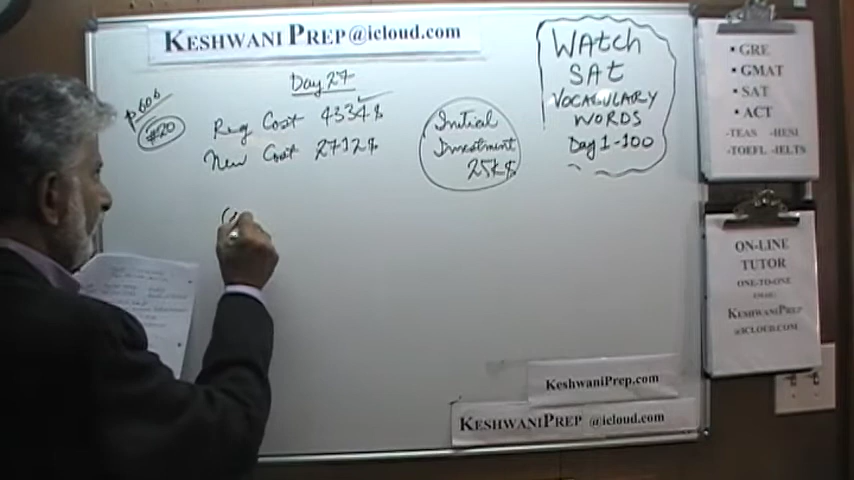 KESHWANI PREP@icloud.com
Day 27
P 606
#20
Reg Cost 4334$
New Cost 2712$
Initial
Investment
25k$
WAtch
SAt
VOCABULARY
WORDS
Day 1-100
▪ GRE
▪ GMAT
▪ SAT
▪ ACT
-TEAS -HESI
-TOEFL -IELTS
ON-LINE
TUTOR
ONE-TO-ONE
KESHWANIPREP
@ICLOUD.COM
KeshwaniPrep.com
KESHWANIPREP @icloud.com